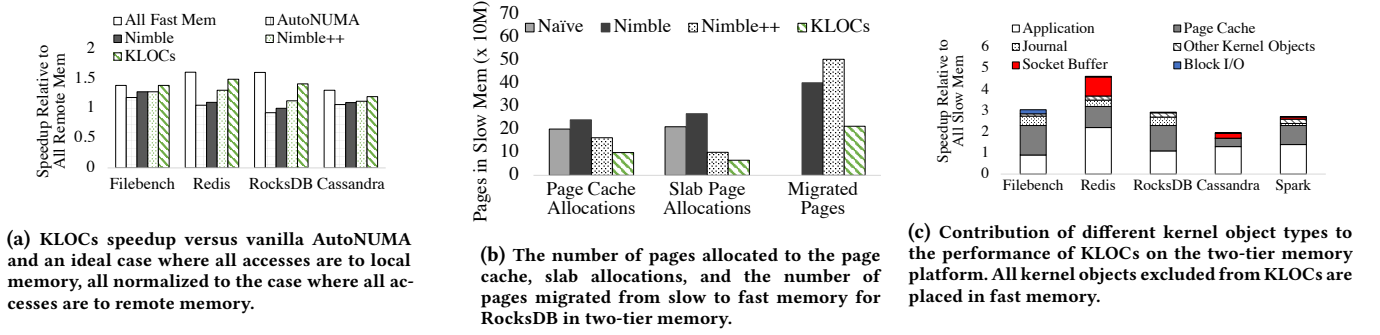 All Fast Mem
AutoNUMA
Nimble
Nimble++
KLOCs
Speedup Relative to
All Remote Mem
2
1.5
1
0.5
0
Filebench
Redis
RocksDB
Cassandra
(a) KLOCs speedup versus vanilla AutoNUMA
and an ideal case where all accesses are to local
memory, all normalized to the case where all ac-
cesses are to remote memory.
Pages in Slow Mem (x 10M)
70
60
50
40
30
20
10
0
Naïve
Nimble
Nimble++
KLOCs
Page Cache
Allocations
Slab Page
Allocations
Migrated
Pages
(b) The number of pages allocated to the page
cache, slab allocations, and the number of
pages migrated from slow to fast memory for
RocksDB in two-tier memory.
Application
Page Cache
Journal
Other Kernel Objects
Socket Buffer
Block I/O
Speedup Relative to
All Slow Mem
6
5
4
3
2
1
0
Filebench
Redis
RocksDB
Cassandra
Spark
(c) Contribution of different kernel object types to
the performance of KLOCs on the two-tier memory
platform. All kernel objects excluded from KLOCs are
placed in fast memory.